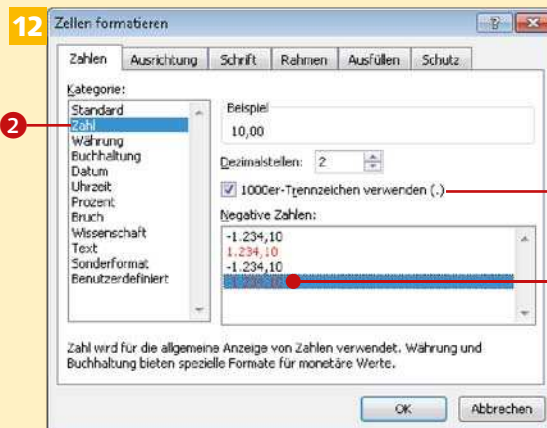 12
Zellen formatieren
Zahlen Ausrichtung Schrift Rahmen Ausfüllen Schutz
Kategorie:
2
Standard
Zahl
Währung
Buchhaltung
Datum
Uhrzeit
Prozent
Bruch
Wissenschaft
Text
Sonderformat
Benutzerdefiniert
Beispiel
10,00
Dezimalstellen: 2
1000er-Trennzeichen verwenden (.)
Negative Zahlen:
-1.234,10
1.234,10
-1.234,10
-1.234,10
Zahl wird für die allgemeine Anzeige von Zahlen verwendet. Währung und
Buchhaltung bieten spezielle Formate für monetäre Werte.
OK Abbrechen